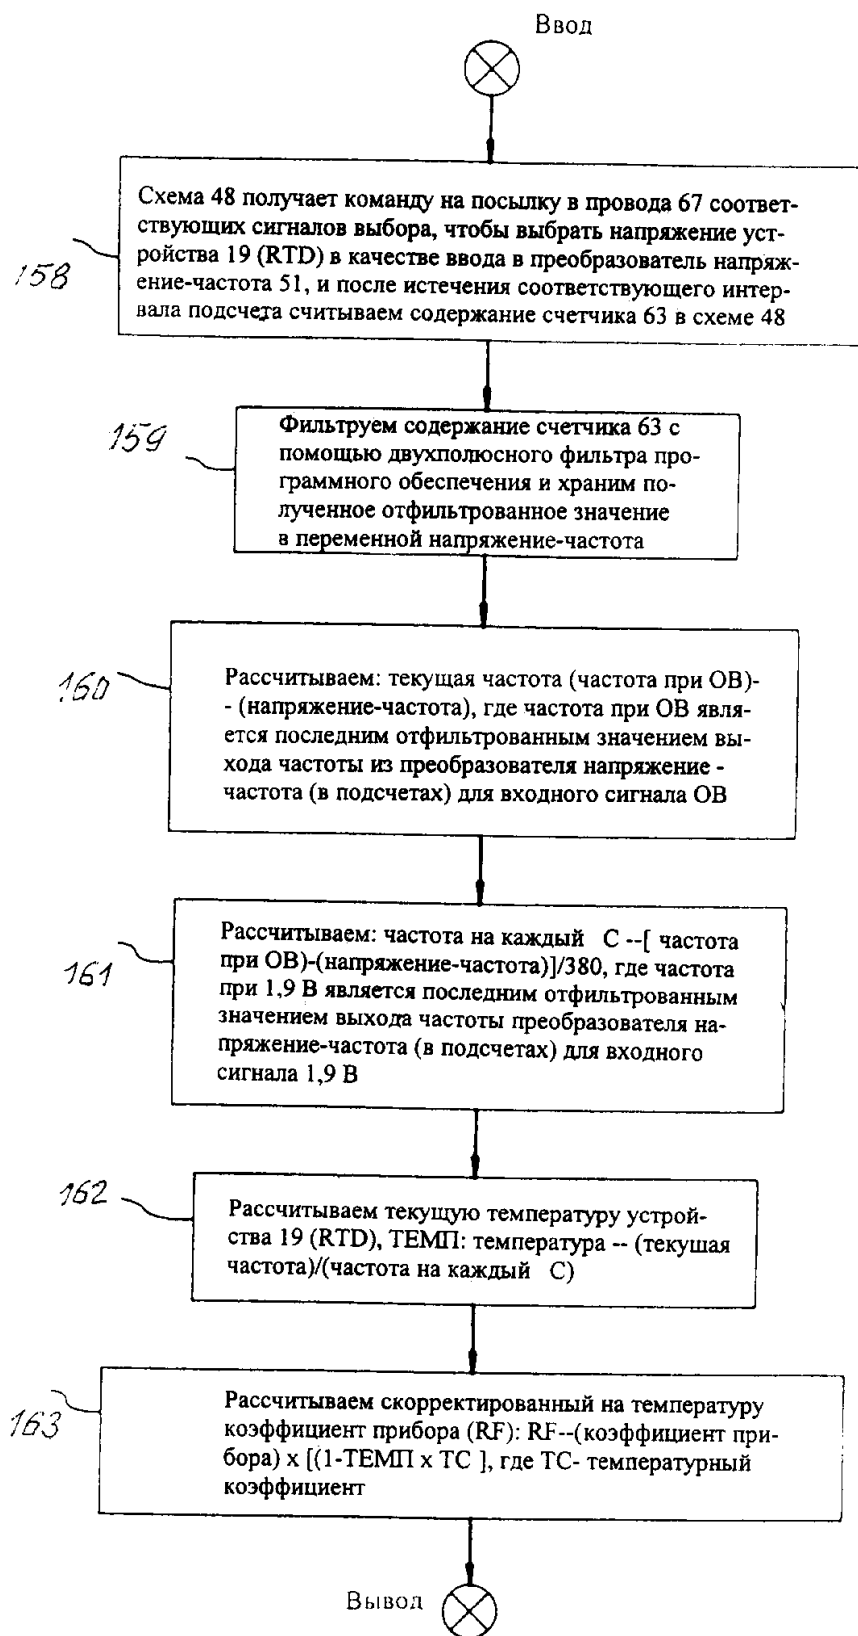 Ввод
158
Схема 48 получает команду на посылку в провода 67 соответ-
ствующих сигналов выбора, чтобы выбрать напряжение уст-
ройства 19 (RTD) в качестве ввода в преобразователь напряж-
ение-частота 51, и после истечения соответствующего интер-
вала подсчета считываем содержание счетчика 63 в схеме 48
159
Фильтруем содержание счетчика 63 с
помощью двухполюсного фильтра про-
граммного обеспечения и храним по-
лученное отфильтрованное значение
в переменной напряжение-частота
160
Рассчитываем: текущая частота (частота при ОВ)-
- (напряжение-частота), где частота при ОВ явля-
ется последним отфильтрованным значением вы-
хода частоты из преобразователя напряжение -
частота (в подсчетах) для входного сигнала ОВ
161
Рассчитываем: частота на каждый С --[ частота
при ОВ)-(напряжение-частота)]/380, где частота
при 1,9 В является последним отфильтрованным
значением выхода частоты преобразователя на-
пряжение-частота (в подсчетах) для входного
сигнала 1,9 В
162
Рассчитываем текущую температуру устрой-
ства 19 (RTD), ТЕМП: температура -- (текушая
частота)/(частота на каждый С)
163
Рассчитываем скорректированный на температуру
коэффициент прибора (RF): RF--(коэффициент при-
бора) x [(1-ТЕМП x ТС ], где ТС- температурный
коэффициент
Вывод